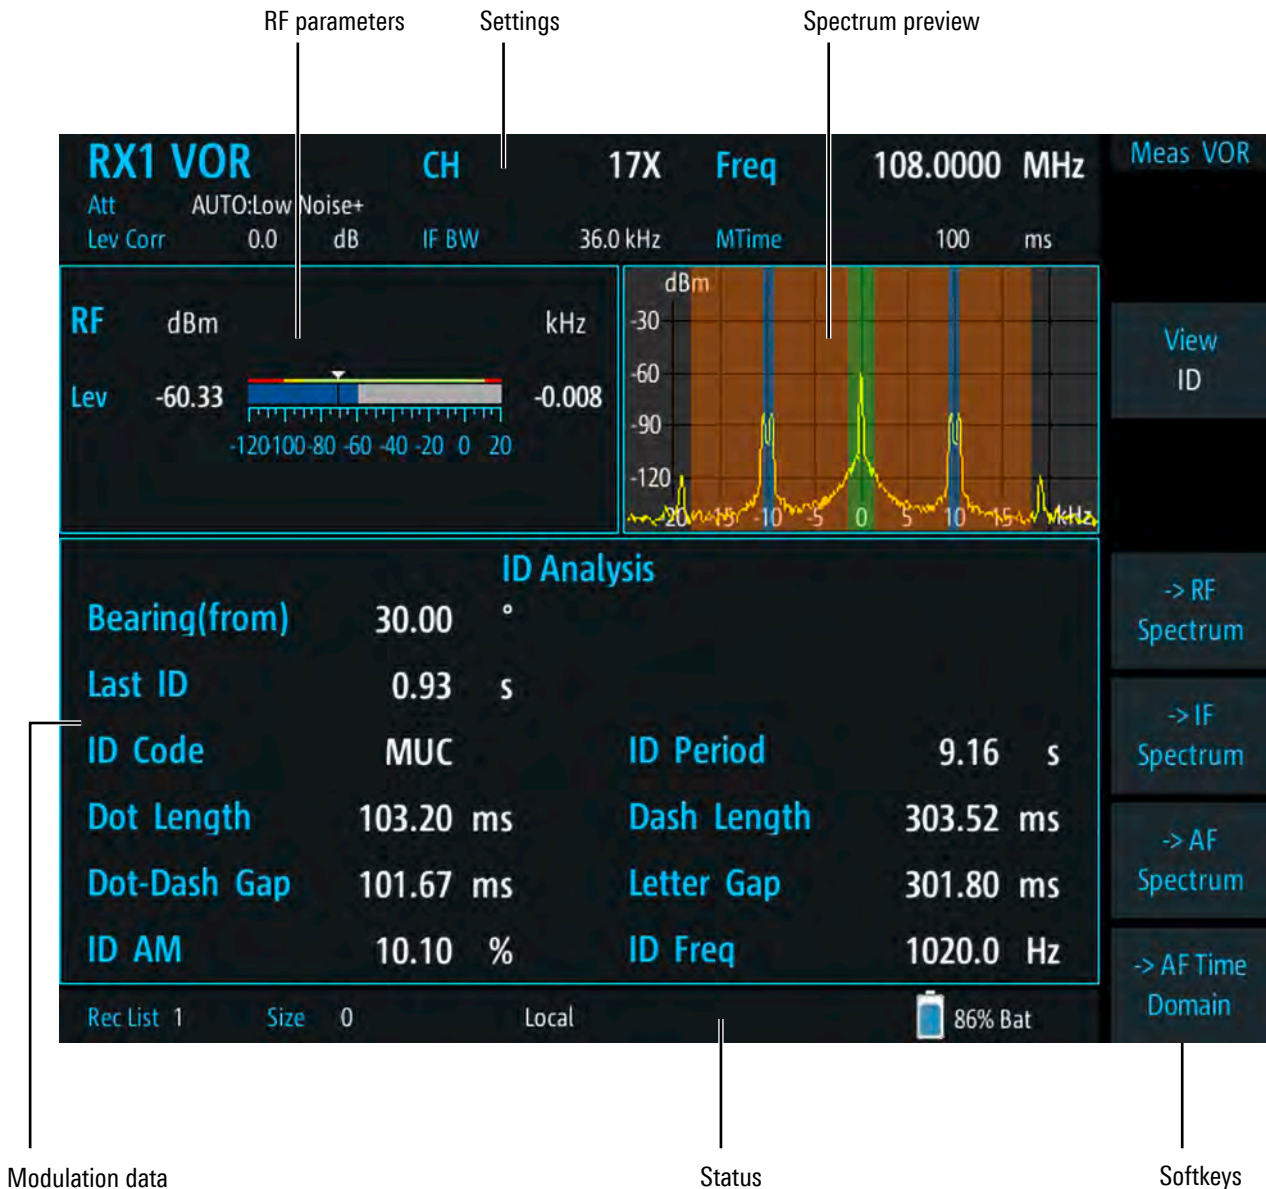 RF parameters Settings Spectrum preview
RX1 VOR CH 17X Freq 108.0000 MHz
Att AUTO:Low Noise+
Lev Corr 0.0 dB IF BW 36.0 kHz MTime 100 ms
Meas VOR
RF dBm kHz
Lev -60.33 -0.008
-120 -100 -80 -60 -40 -20 0 20
dBm
-30
-60
-90
-120
-20 -15 -10 -5 0 5 10 15 kHz
View
ID
ID Analysis
Bearing(from) 30.00 °
Last ID 0.93 s
ID Code MUC ID Period 9.16 s
Dot Length 103.20 ms Dash Length 303.52 ms
Dot-Dash Gap 101.67 ms Letter Gap 301.80 ms
ID AM 10.10 % ID Freq 1020.0 Hz
-> RF
Spectrum
-> IF
Spectrum
-> AF
Spectrum
-> AF Time
Domain
Rec List 1 Size 0 Local 86% Bat
Modulation data Status Softkeys